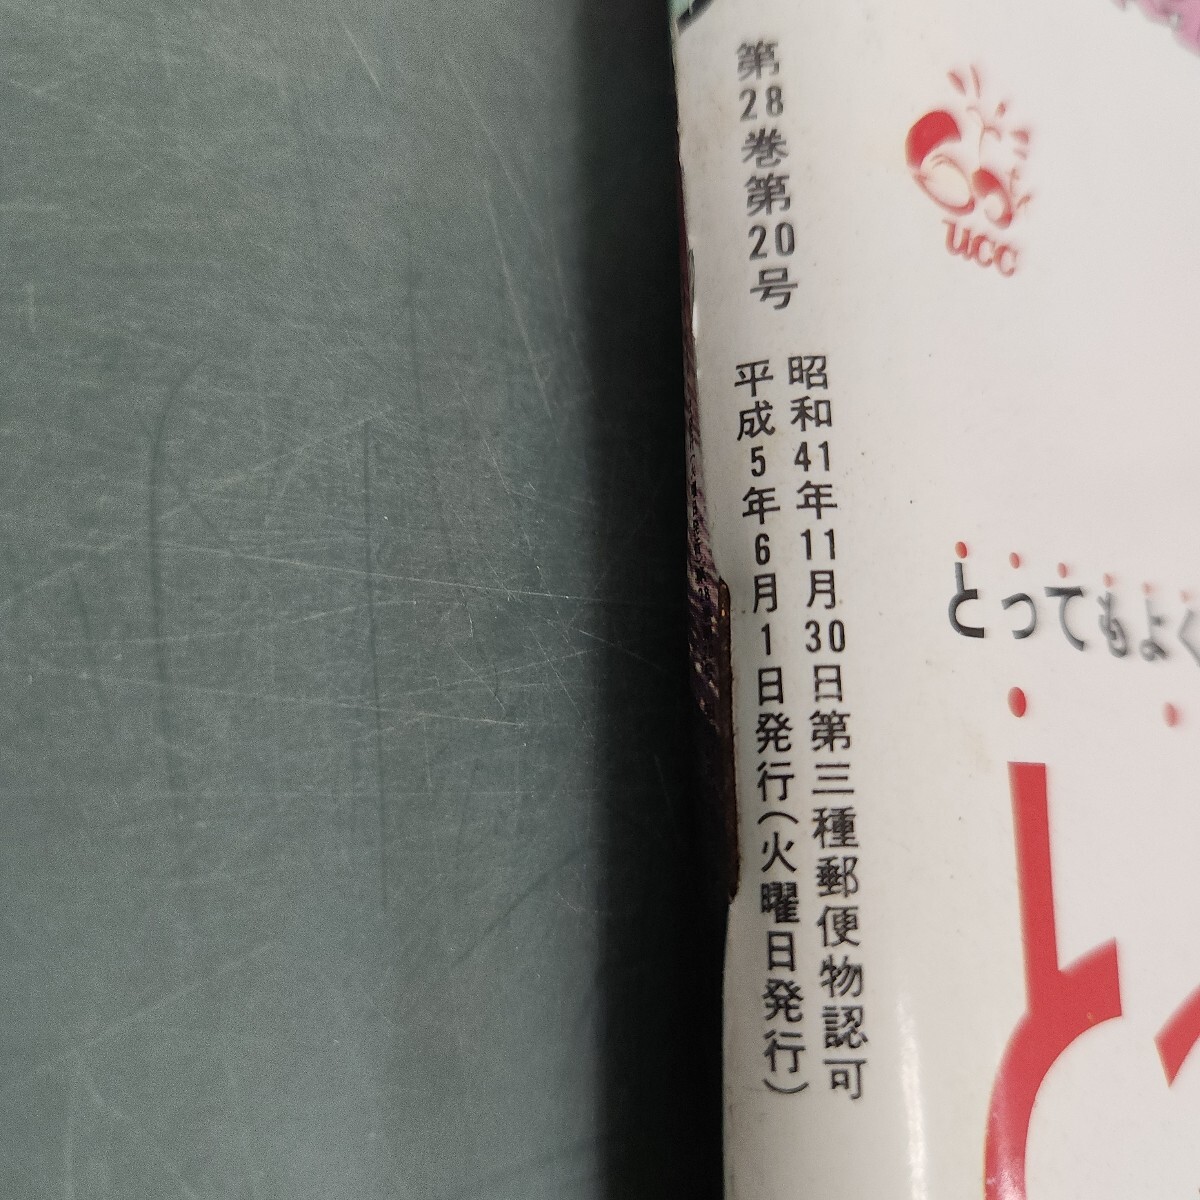 第28巻第20号
昭和41年11月30日第三種郵便物認可
平成5年6月1日発行(火曜日発行)
UCC
とってもよく
と